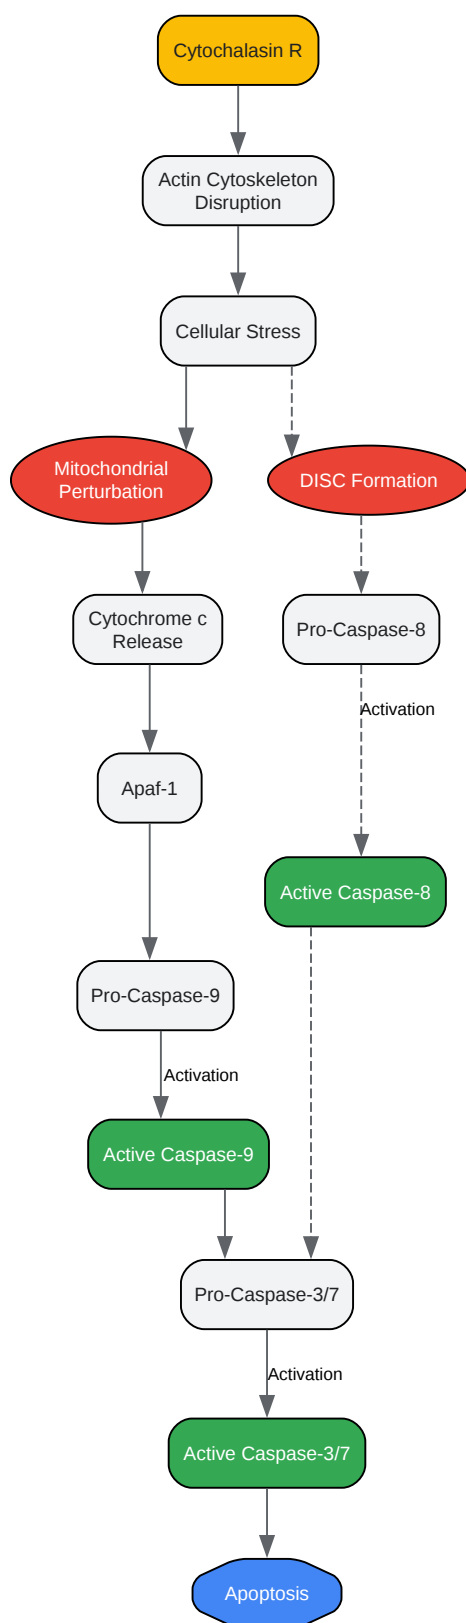 Cytochalasin R
Actin Cytoskeleton
Disruption
Cellular Stress
Mitochondrial
Perturbation
DISC Formation
Cytochrome c
Release
Pro-Caspase-8
Activation
Apaf-1
Active Caspase-8
Pro-Caspase-9
Activation
Active Caspase-9
Pro-Caspase-3/7
Activation
Active Caspase-3/7
Apoptosis